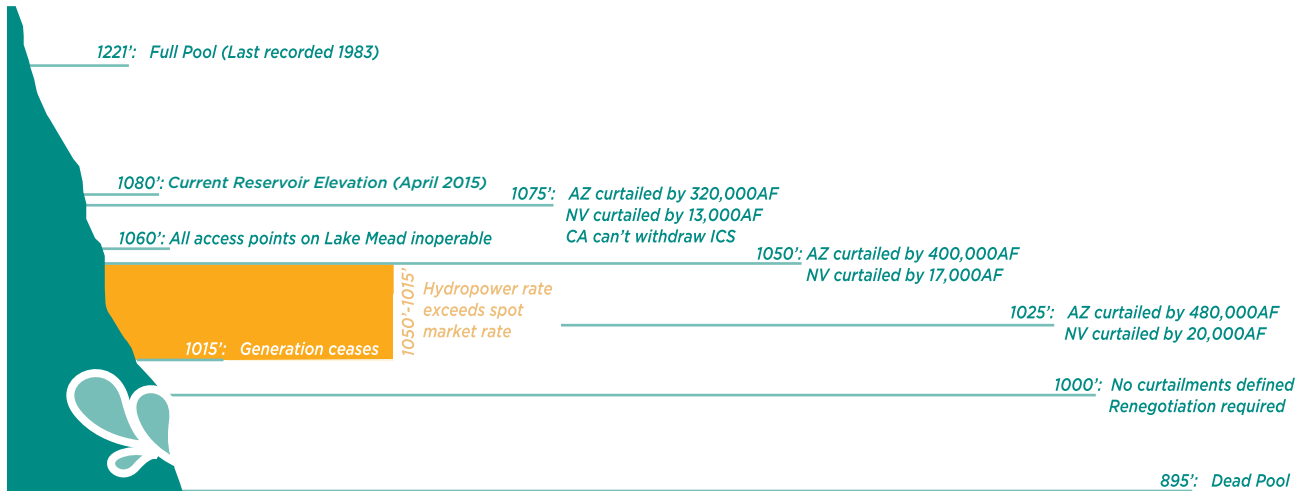 1221’: Full Pool (Last recorded 1983)
1080’: Current Reservoir Elevation (April 2015)
1075’: AZ curtailed by 320,000AF
NV curtailed by 13,000AF
CA can’t withdraw ICS
1060’: All access points on Lake Mead inoperable
1050’: AZ curtailed by 400,000AF
NV curtailed by 17,000AF
1050’-1015’
Hydropower rate
exceeds spot
market rate
1025’: AZ curtailed by 480,000AF
NV curtailed by 20,000AF
1015’: Generation ceases
1000’: No curtailments defined
Renegotiation required
895’: Dead Pool